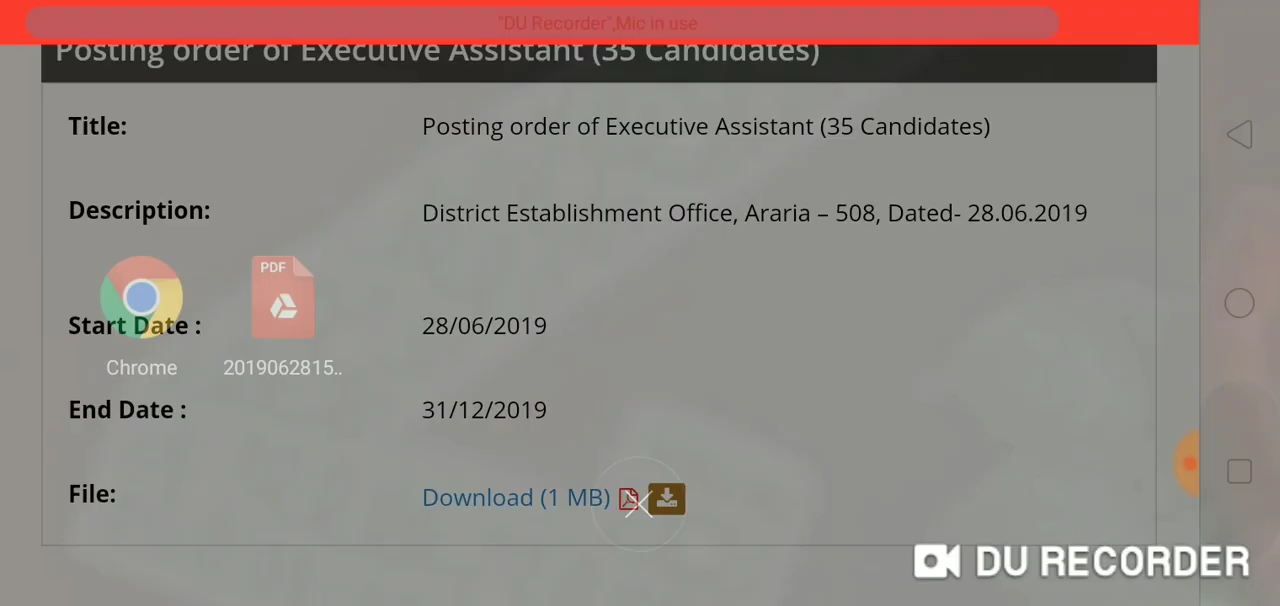 "DU Recorder",Mic in use
Posting order of Executive Assistant (35 Candidates)
Title: Posting order of Executive Assistant (35 Candidates)
Description: District Establishment Office, Araria – 508, Dated- 28.06.2019
PDF
Start Date : 28/06/2019
Chrome 2019062815..
End Date : 31/12/2019
File: Download (1 MB)
DU RECORDER